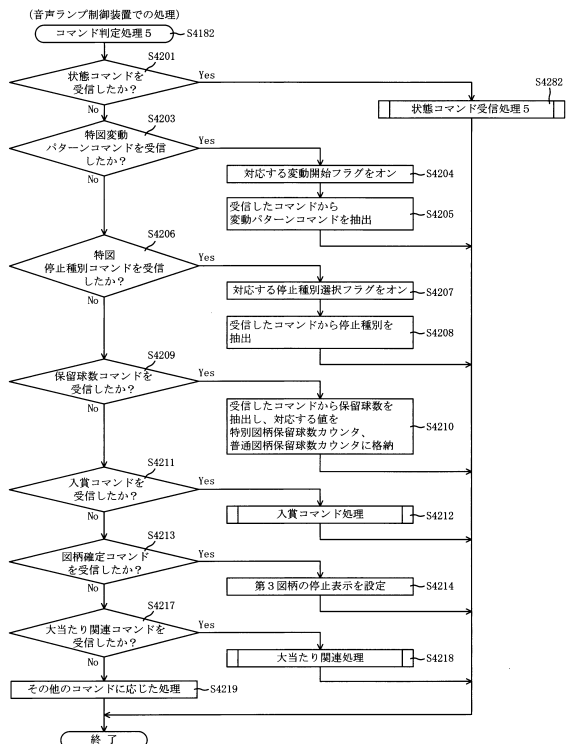 (音声ランプ制御装置での処理)
コマンド判定処理5
S4182
S4201
状態コマンドを
受信したか?
Yes
No
S4282
状態コマンド受信処理5
S4203
特図変動
パターンコマンドを受信
したか?
Yes
No
対応する変動開始フラグをオン
S4204
受信したコマンドから
変動パターンコマンドを抽出
S4205
S4206
特図
停止種別コマンドを受信
したか?
Yes
No
対応する停止種別選択フラグをオン
S4207
受信したコマンドから停止種別を
抽出
S4208
S4209
保留球数コマンドを
受信したか?
Yes
No
受信したコマンドから保留球数を
抽出し、対応する値を
特別図柄保留球数カウンタ、
普通図柄保留球数カウンタに格納
S4210
S4211
入賞コマンドを
受信したか?
Yes
No
入賞コマンド処理
S4212
S4213
図柄確定コマンド
を受信したか?
Yes
No
第3図柄の停止表示を設定
S4214
S4217
大当たり関連コマンドを
受信したか?
Yes
No
大当たり関連処理
S4218
その他のコマンドに応じた処理
S4219
終了